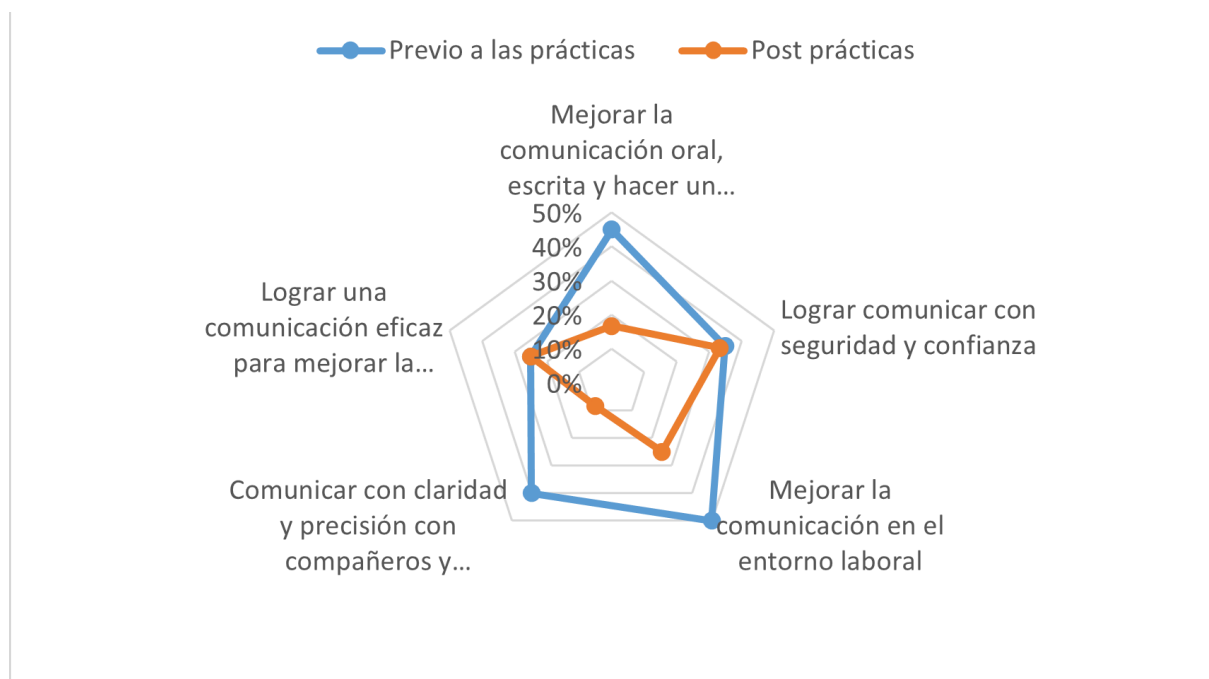 Previo a las prácticas
Post prácticas
Mejorar la
comunicación oral,
escrita y hacer un...
50%
40%
30%
20%
10%
0%
Lograr comunicar con
seguridad y confianza
Mejorar la
comunicación en el
entorno laboral
Comunicar con claridad
y precisión con
compañeros y...
Lograr una
comunicación eficaz
para mejorar la...